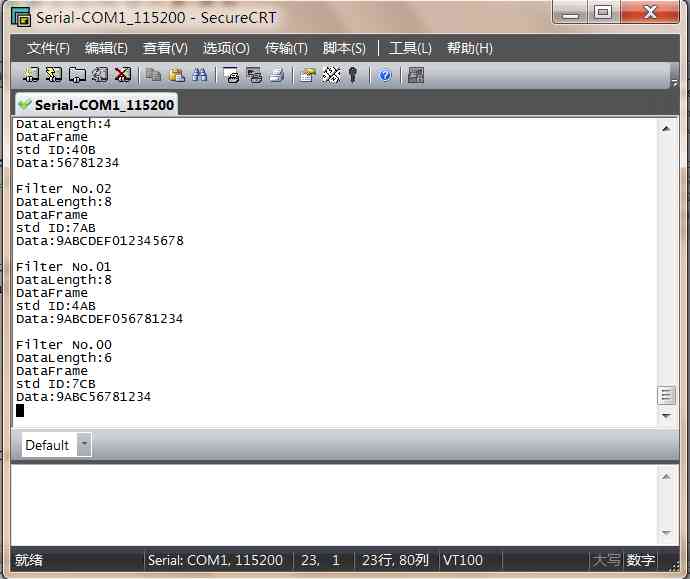 Serial-COM1_115200 - SecureCRT
文件(F) 编辑(E) 查看(V) 选项(O) 传输(T) 脚本(S) 工具(L) 帮助(H)
Serial-COM1_115200
DataLength:4
DataFrame
std ID:40B
Data:56781234
Filter No.02
DataLength:8
DataFrame
std ID:7AB
Data:9ABCDEF012345678
Filter No.01
DataLength:8
DataFrame
std ID:4AB
Data:9ABCDEF056781234
Filter No.00
DataLength:6
DataFrame
std ID:7CB
Data:9ABC56781234
Default
就绪 Serial: COM1, 115200 23, 1 23行, 80列 VT100 大写 数字